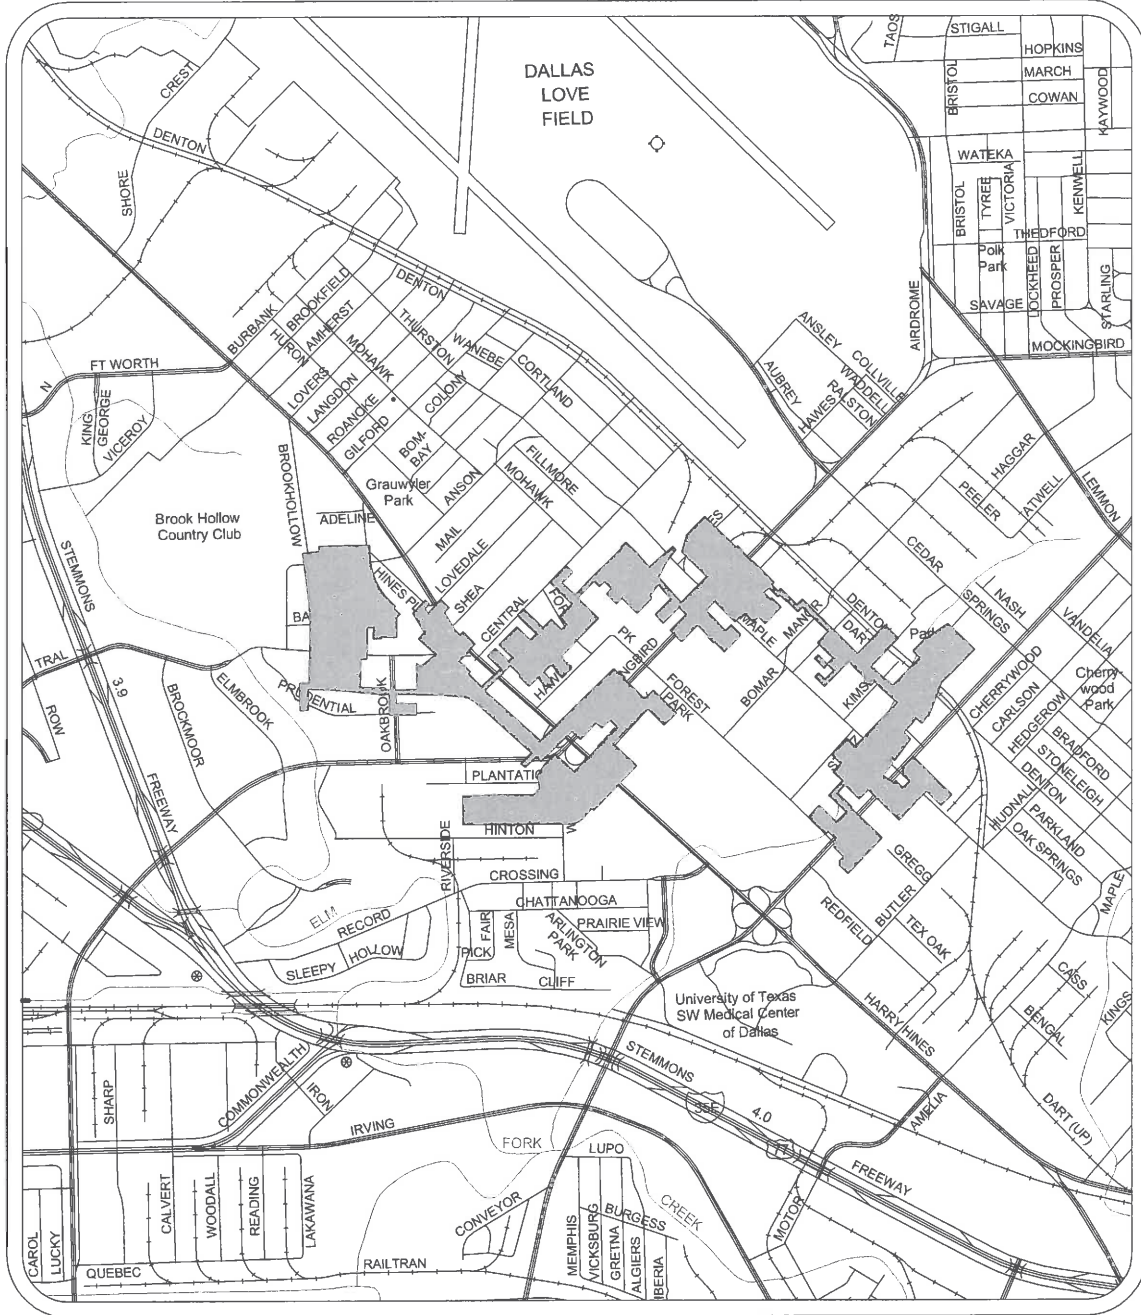 TAOS
STIGALL
HOPKINS
MARCH
COWAN
BRISTOL
KAYWOOD
DALLAS
LOVE
FIELD
CREST
DENTON
SHORE
WATEKA
BRISTOL
TYREE
VICTORIA
KENWELL
THEDFORD
Polk
Park
LOCKHEED
PROSPER
SAVAGE
STARLING
MOCKINGBIRD
AIRDROME
DENTON
BURBANK
BROOKFIELD
HURON
AMHERST
THURSTON
WANEBE
MOHAWK
CORTLAND
COLONY
LOVERS
LANGDON
ROANOKE
GILFORD
BOM-
BAY
ANSLEY
COLLVILLE
WADDELL
RALSTON
HAWES
AUBREY
FT WORTH
N
KING
GEORGE
VICEROY
BROOKHOLLOW
Grauwyler
Park
ANSON
FILLMORE
MOHAWK
HAGGAR
PEELER
ATWELL
LEMMON
Brook Hollow
Country Club
ADELINE
MAIL
LOVEDALE
SHEA
CEDAR
STEMMONS
HINES PL
BA
CENTRAL
FOR
NASH
SPRINGS
VANDELIA
PK
NGBIRD
MAPLE
MANOR
DENTO
DART
Pa
TRAL
3.9
ROW
BROCKMOOR
ELMBROOK
PRUDENTIAL
OAKBROOK
HAW
FOREST
PARK
BOMAR
KIMS
CHERRYWOOD
CARLSON
HEDGEROW
Cherry-
wood
Park
BRADFORD
STONELEIGH
DENTON
HUDNALL
PARKLAND
OAK SPRINGS
FREEWAY
PLANTATIO
HINTON
W
RIVERSIDE
CROSSING
CHATTANOOGA
GREGG
BUTLER
REDFIELD
TEX OAK
MAPLE
ELM
RECORD
FAIR
MESA
ARLINGTON
PARK
PRAIRIE VIEW
SLEEPY
HOLLOW
PICK
BRIAR
CLIFF
CASS
KINGS
BENGAL
University of Texas
SW Medical Center
of Dallas
HARRY HINES
STEMMONS
SHARP
COMMONWEALTH
IRON
IRVING
35E
4.0
AMELIA
DART (UP)
FORK
LUPO
77
FREEWAY
CAROL
LUCKY
CALVERT
WOODALL
READING
LAKAWANA
CONVEYOR
CREEK
MOTOR
MEMPHIS
VICKSBURG
GRETNA
BURGESS
ALGIERS
IBERIA
QUEBEC
RAILTRAN